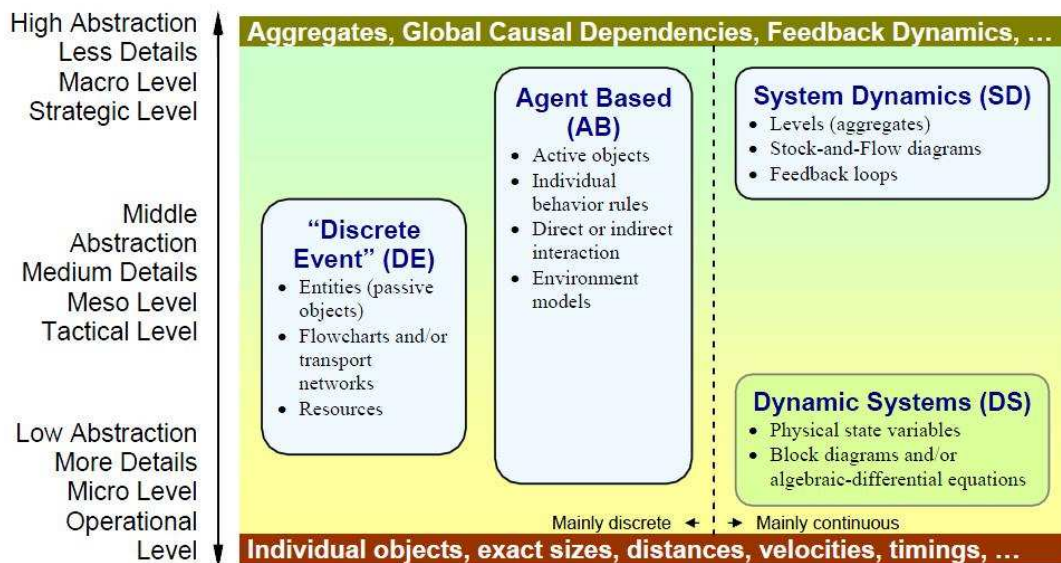 High Abstraction
Less Details
Macro Level
Strategic Level
Middle
Abstraction
Medium Details
Meso Level
Tactical Level
Low Abstraction
More Details
Micro Level
Operational
Level
Aggregates, Global Causal Dependencies, Feedback Dynamics, …
“Discrete
Event” (DE)
• Entities (passive
objects)
• Flowcharts and/or
transport
networks
• Resources
Agent Based
(AB)
• Active objects
• Individual
behavior rules
• Direct or indirect
interaction
• Environment
models
System Dynamics (SD)
• Levels (aggregates)
• Stock-and-Flow diagrams
• Feedback loops
Dynamic Systems (DS)
• Physical state variables
• Block diagrams and/or
algebraic-differential equations
Mainly discrete
Mainly continuous
Individual objects, exact sizes, distances, velocities, timings, …